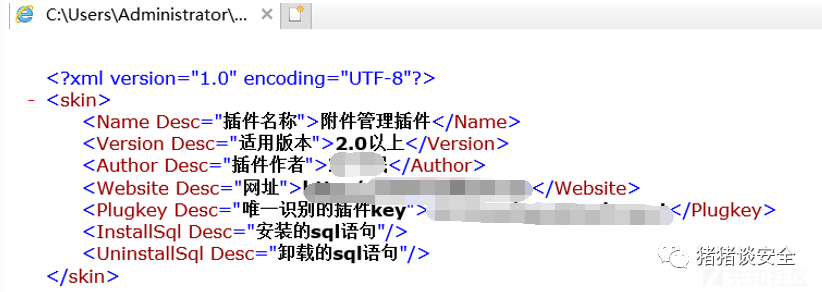 C:\Users\Administrator\...
<?xml version="1.0" encoding="UTF-8"?>
- <skin>
<Name Desc="插件名称">附件管理插件</Name>
<Version Desc="适用版本">2.0以上</Version>
<Author Desc="插件作者"></Author>
<Website Desc="网址"></Website>
<Plugkey Desc="唯一识别的插件key"></Plugkey>
<InstallSql Desc="安装的sql语句"/>
<UninstallSql Desc="卸载的sql语句"/>
</skin>
猪猪谈安全
先知社区